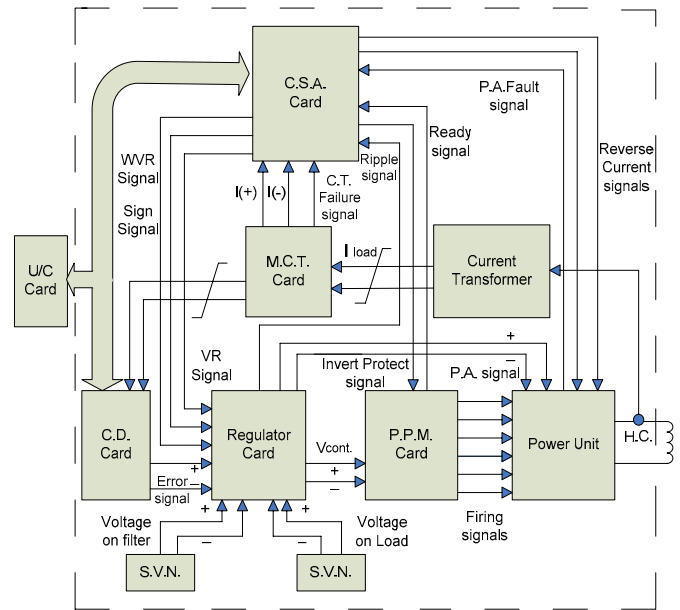 C.S.A.
Card
P.A.Fault
signal
Ready
signal
Reverse
Current
signals
WVR
Signal
Sign
Signal
Ripple
signal
I(+)
I(-)
C.T.
Failure
signal
U/C
Card
M.C.T.
Card
I load
Current
Transformer
VR
Signal
Invert Protect
signal
+
–
P.A. signal
C.D.
Card
Regulator
Card
Vcont.
+
–
P.P.M.
Card
Power Unit
H.C.
+
–
Error
signal
Voltage
on filter
+
–
+
–
Voltage
on Load
Firing
signals
S.V.N.
S.V.N.